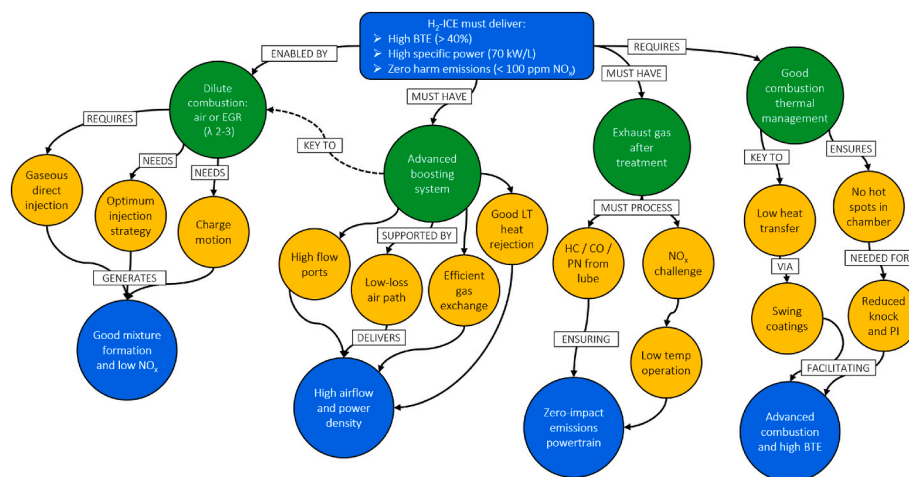 H₂-ICE must deliver:
➢ High BTE (> 40%)
➢ High specific power (70 kW/L)
➢ Zero harm emissions (< 100 ppm NOₓ)
ENABLED BY
REQUIRES
MUST HAVE
MUST HAVE
Dilute combustion:
air or EGR
(λ 2-3)
REQUIRES
NEEDS
NEEDS
KEY TO
Gaseous
direct
injection
Optimum
injection
strategy
Charge
motion
GENERATES
Good mixture
formation
and low NOₓ
Advanced
boosting
system
SUPPORTED BY
High flow
ports
Low-loss
air path
Efficient
gas
exchange
Good LT
heat
rejection
DELIVERS
High airflow
and power
density
Exhaust gas
after
treatment
MUST PROCESS
HC / CO /
PN from
lube
NOₓ
challenge
ENSURING
Low temp
operation
Zero-impact
emissions
powertrain
Good
combustion
thermal
management
KEY TO
ENSURES
Low heat
transfer
No hot
spots in
chamber
VIA
NEEDED FOR
Swing
coatings
Reduced
knock
and PI
FACILITATING
Advanced
combustion
and high BTE